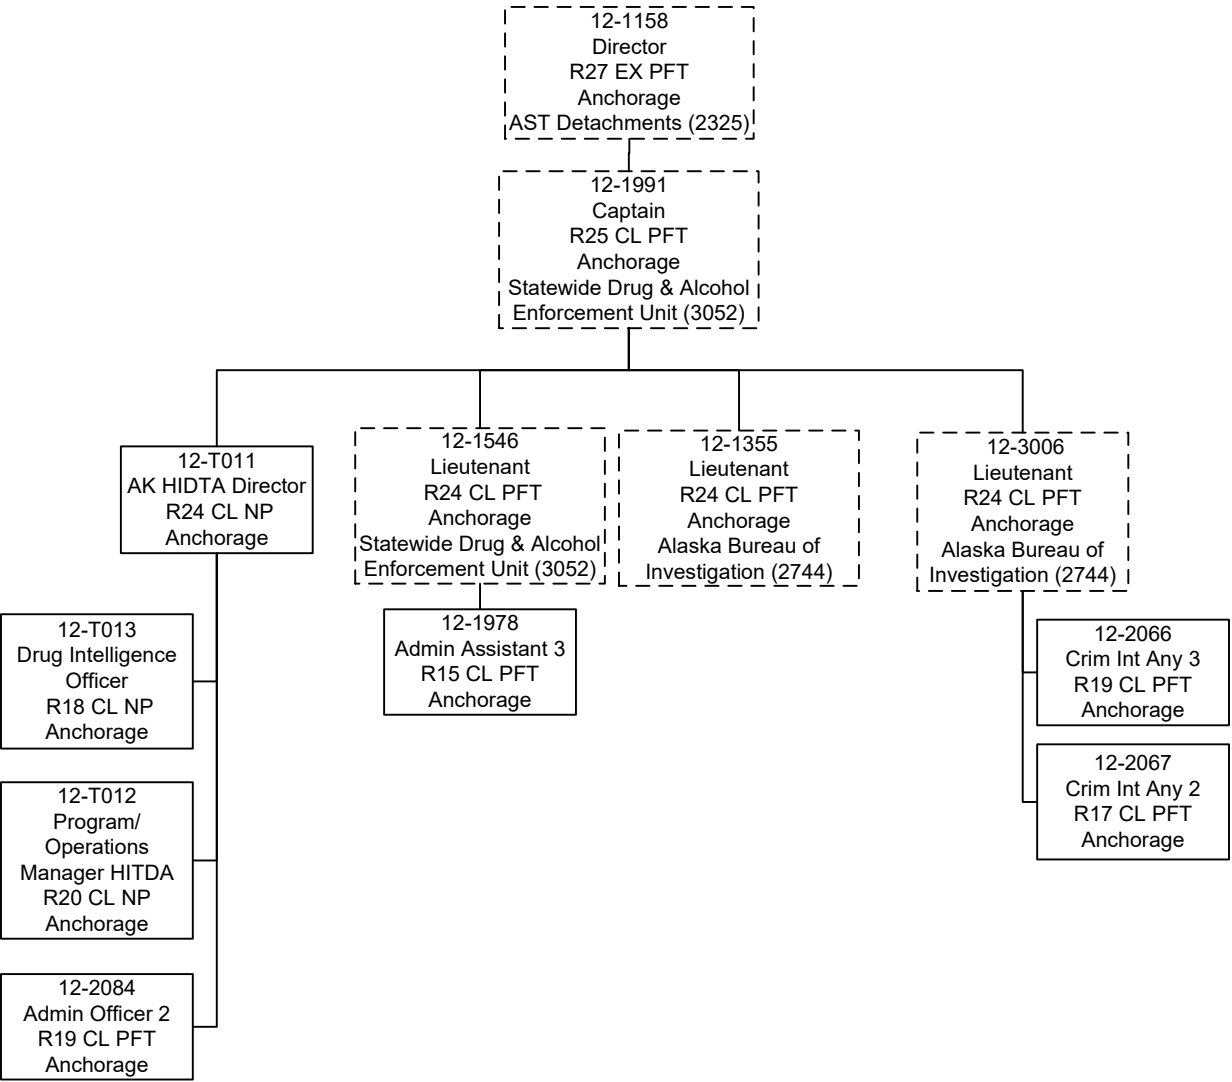 12-1158
Director
R27 EX PFT
Anchorage
AST Detachments (2325)
12-1991
Captain
R25 CL PFT
Anchorage
Statewide Drug & Alcohol
Enforcement Unit (3052)
12-T011
AK HIDTA Director
R24 CL NP
Anchorage
12-1546
Lieutenant
R24 CL PFT
Anchorage
Statewide Drug & Alcohol
Enforcement Unit (3052)
12-1355
Lieutenant
R24 CL PFT
Anchorage
Alaska Bureau of
Investigation (2744)
12-3006
Lieutenant
R24 CL PFT
Anchorage
Alaska Bureau of
Investigation (2744)
12-T013
Drug Intelligence
Officer
R18 CL NP
Anchorage
12-T012
Program/
Operations
Manager HITDA
R20 CL NP
Anchorage
12-2084
Admin Officer 2
R19 CL PFT
Anchorage
12-1978
Admin Assistant 3
R15 CL PFT
Anchorage
12-2066
Crim Int Any 3
R19 CL PFT
Anchorage
12-2067
Crim Int Any 2
R17 CL PFT
Anchorage